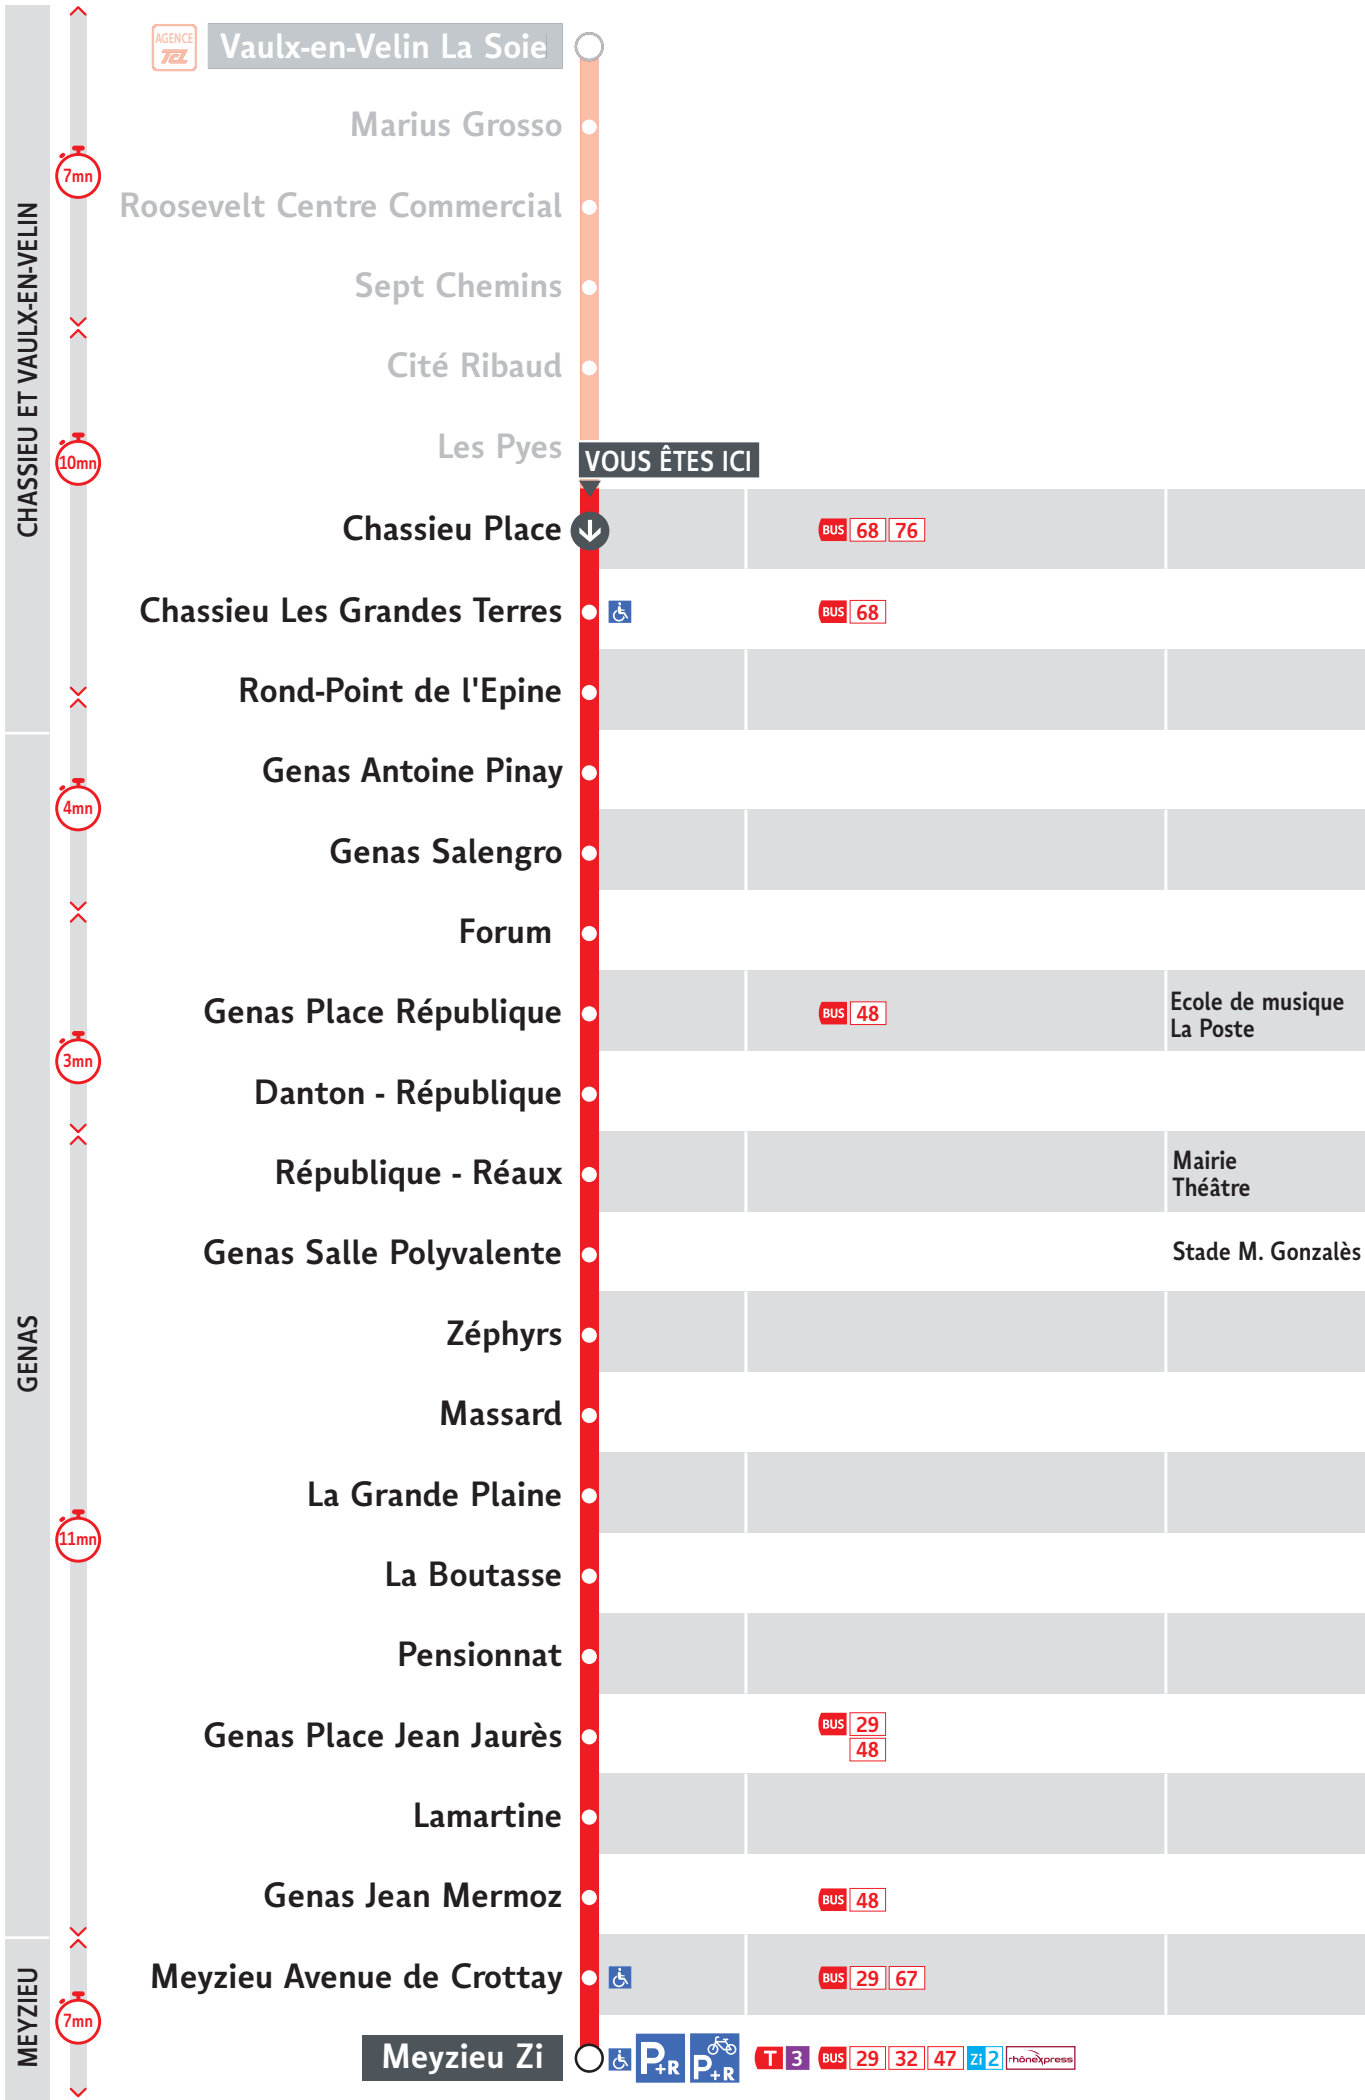 AGENCE
TCL
Vaulx-en-Velin La Soie
Marius Grosso
7mn
Roosevelt Centre Commercial
Sept Chemins
CHASSIEU ET VAULX-EN-VELIN
Cité Ribaud
Les Pyes
10mn
VOUS ÊTES ICI
Chassieu Place
BUS 68 76
Chassieu Les Grandes Terres
BUS 68
Rond-Point de l'Epine
Genas Antoine Pinay
4mn
Genas Salengro
Forum
Genas Place République
BUS 48
Ecole de musique
La Poste
3mn
Danton - République
République - Réaux
Mairie
Théâtre
Genas Salle Polyvalente
Stade M. Gonzalès
GENAS
Zéphyrs
Massard
La Grande Plaine
11mn
La Boutasse
Pensionnat
Genas Place Jean Jaurès
BUS 29
48
Lamartine
Genas Jean Mermoz
BUS 48
Meyzieu Avenue de Crottay
BUS 29 67
MEYZIEU
7mn
Meyzieu Zi
P+R
P+R
T 3 BUS 29 32 47 Zi 2 rhônexpress